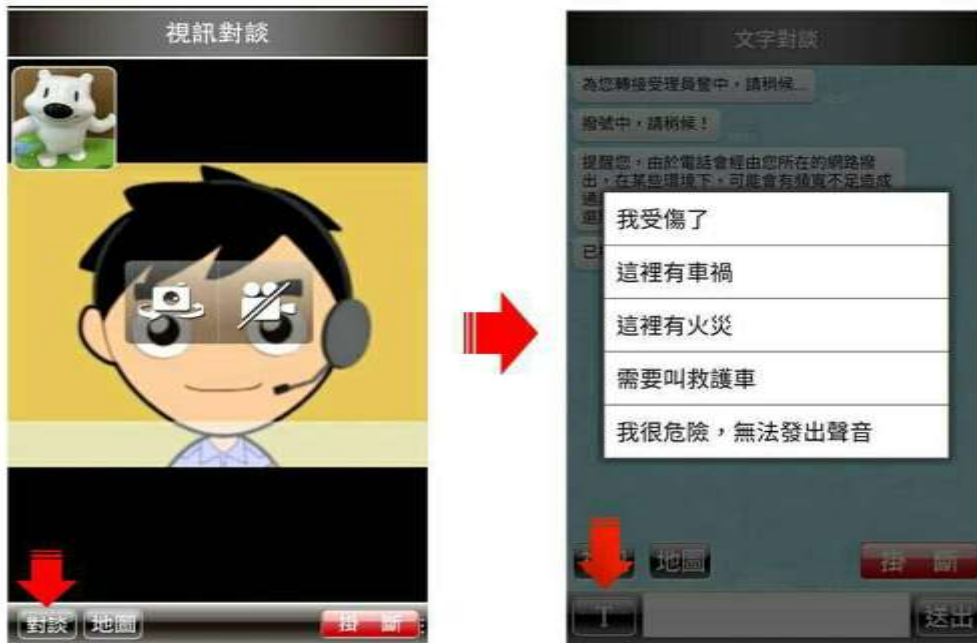 視訊對談
對談
地圖
掛 斷
文字對談
為您轉接受理員警中，請稍候...
撥號中，請稍候！
提醒您，由於電話會經由您所在的網路撥
出，在某些環境下，可能會有頻寬不足造成
通
已
我受傷了
這裡有車禍
這裡有火災
需要叫救護車
我很危險，無法發出聲音
地圖
掛 斷
T
送出